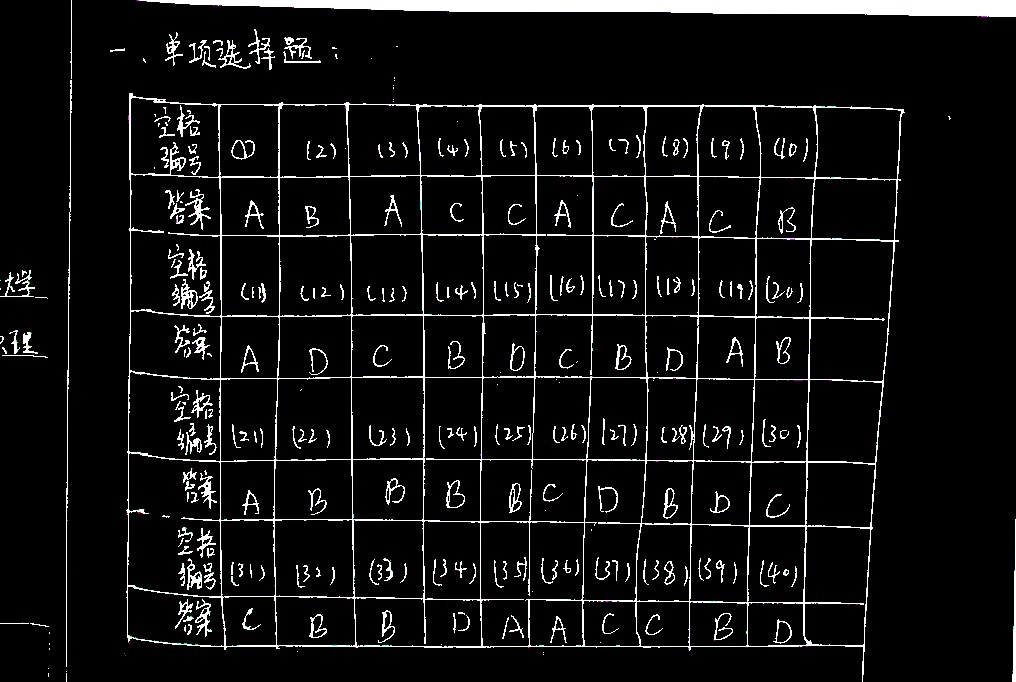 一、单项选择题：
空格编号 (1) (2) (3) (4) (5) (6) (7) (8) (9) (10)
答案 A B A C C A C A C B
空格编号 (11) (12) (13) (14) (15) (16) (17) (18) (19) (20)
答案 A D C B D C B D A B
空格编号 (21) (22) (23) (24) (25) (26) (27) (28) (29) (30)
答案 A B B B B C D B D C
空格编号 (31) (32) (33) (34) (35) (36) (37) (38) (39) (40)
答案 C B B D A A C C B D
大学
理